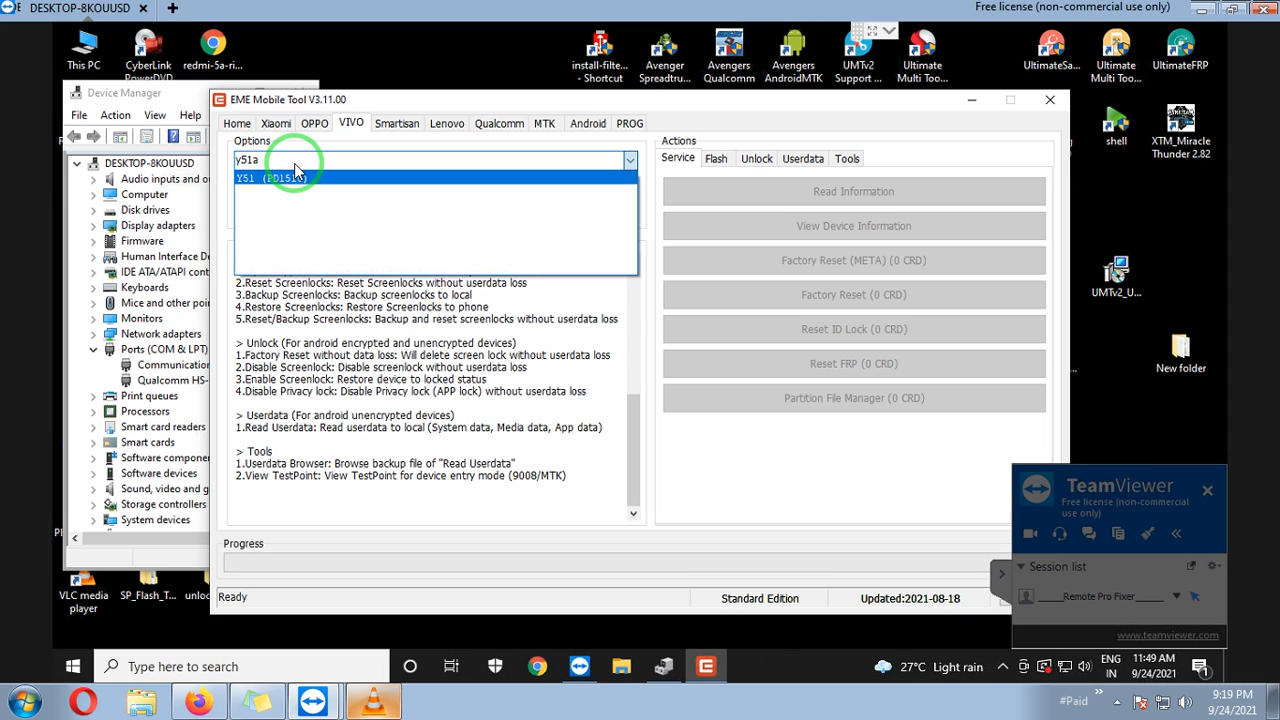 DESKTOP-8KOUUSD
Free license (non-commercial use only)
This PC
CyberLink
PowerDVD
redmi-5a-ri...
install-filte...
- Shortcut
Avengers
Spreadtru...
Avengers
Qualcomm
Avengers
AndroidMTK
UMTv2
Support ...
Ultimate
Multi Too...
UltimateSa...
Ultimate
Multi Tool...
UltimateFRP
Device Manager
File Action View Help
DESKTOP-8KOUUSD
Audio inputs and o
Computer
Disk drives
Display adapters
Firmware
Human Interface De
IDE ATA/ATAPI cont
Keyboards
Mice and other poi
Monitors
Network adapters
Ports (COM & LPT)
Communication
Qualcomm HS-
Print queues
Processors
Smart card readers
Smart cards
Software compone
Software devices
Sound, video and g
Storage controllers
System devices
EME Mobile Tool V3.11.00
Home Xiaomi OPPO VIVO Smartisan Lenovo Qualcomm MTK Android PROG
Options
y51a
Y51 (PD1510)
2.Reset Screenlocks: Reset Screenlocks without userdata loss
3.Backup Screenlocks: Backup screenlocks to local
4.Restore Screenlocks: Restore Screenlocks to phone
5.Reset/Backup Screenlocks: Backup and reset screenlocks without userdata loss
> Unlock (For android encrypted and unencrypted devices)
1.Factory Reset without data loss: Will delete screen lock without userdata loss
2.Disable Screenlock: Disable screenlock without userdata loss
3.Enable Screenlock: Restore device to locked status
4.Disable Privacy lock: Disable Privacy lock (APP lock) without userdata loss
> Userdata (For android unencrypted devices)
1.Read Userdata: Read userdata to local (System data, Media data, App data)
> Tools
1.Userdata Browser: Browse backup file of "Read Userdata"
2.View TestPoint: View TestPoint for device entry mode (9008/MTK)
Actions
Service Flash Unlock Userdata Tools
Read Information
View Device Information
Factory Reset (META) (0 CRD)
Factory Reset (0 CRD)
Reset ID Lock (0 CRD)
Reset FRP (0 CRD)
Partition File Manager (0 CRD)
Progress
Ready
Standard Edition
Updated:2021-08-18
shell
XTM_Miracle
Thunder 2.82
UMTv2_U...
New folder
TeamViewer
Free license (non-commercial
use only)
Session list
_____Remote Pro Fixer______
www.teamviewer.com
VLC media
player
SP_Flash_T...
unloc
Type here to search
27°C Light rain
ENG
IN
11:49 AM
9/24/2021
1
#Paid
9:19 PM
9/24/2021